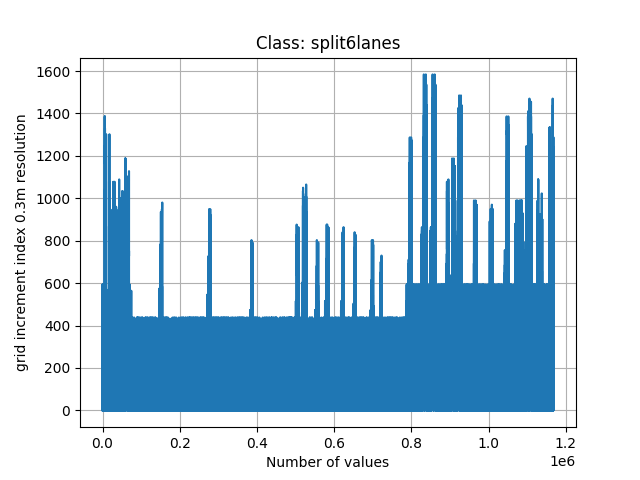 Class: split6lanes
grid increment index 0.3m resolution
1600
1400
1200
1000
800
600
400
200
0
0.0 0.2 0.4 0.6 0.8 1.0 1.2
1e6
Number of values